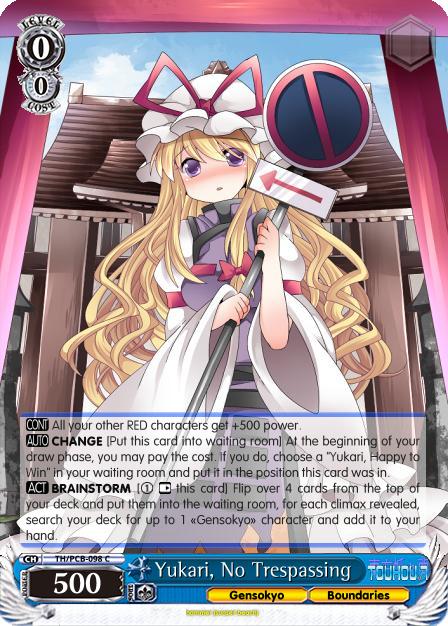 LEVEL
0
0
COST
CONT All your other RED characters get +500 power.
AUTO CHANGE [Put this card into waiting room] At the beginning of your
draw phase, you may pay the cost. If you do, choose a "Yukari, Happy to
Win" in your waiting room and put it in the position this card was in.
ACT BRAINSTORM [① this card] Flip over 4 cards from the top of
your deck and put them into the waiting room, for each climax revealed,
search your deck for up to 1 «Gensokyo» character and add it to your
hand.
CH TH/PCB-098 C
POWER 500 SOUL Yukari, No Trespassing TOUHOU
Gensokyo Boundaries